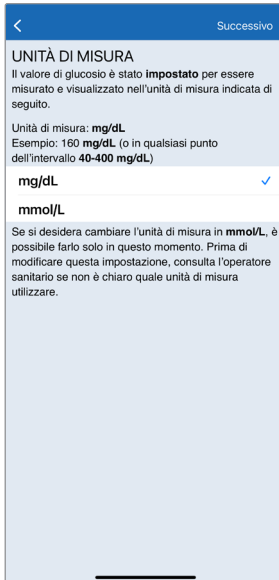 Successivo
UNITÀ DI MISURA
Il valore di glucosio è stato impostato per essere
misurato e visualizzato nell'unità di misura indicata di
seguito.
Unità di misura: mg/dL
Esempio: 160 mg/dL (o in qualsiasi punto
dell'intervallo 40-400 mg/dL)
mg/dL
mmol/L
Se si desidera cambiare l'unità di misura in mmol/L, è
possibile farlo solo in questo momento. Prima di
modificare questa impostazione, consulta l'operatore
sanitario se non è chiaro quale unità di misura
utilizzare.